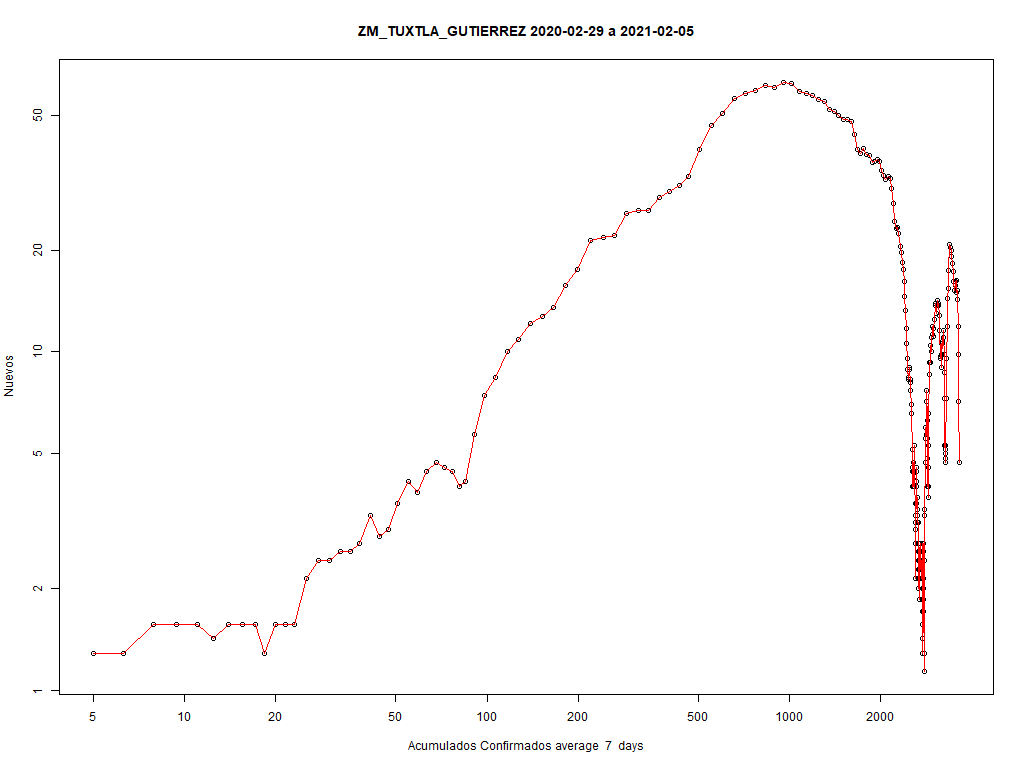 ZM_TUXTLA_GUTIERREZ 2020-02-29 a 2021-02-05
Nuevos
50
20
10
5
2
1
5 10 20 50 100 200 500 1000 2000
Acumulados Confirmados average 7 days